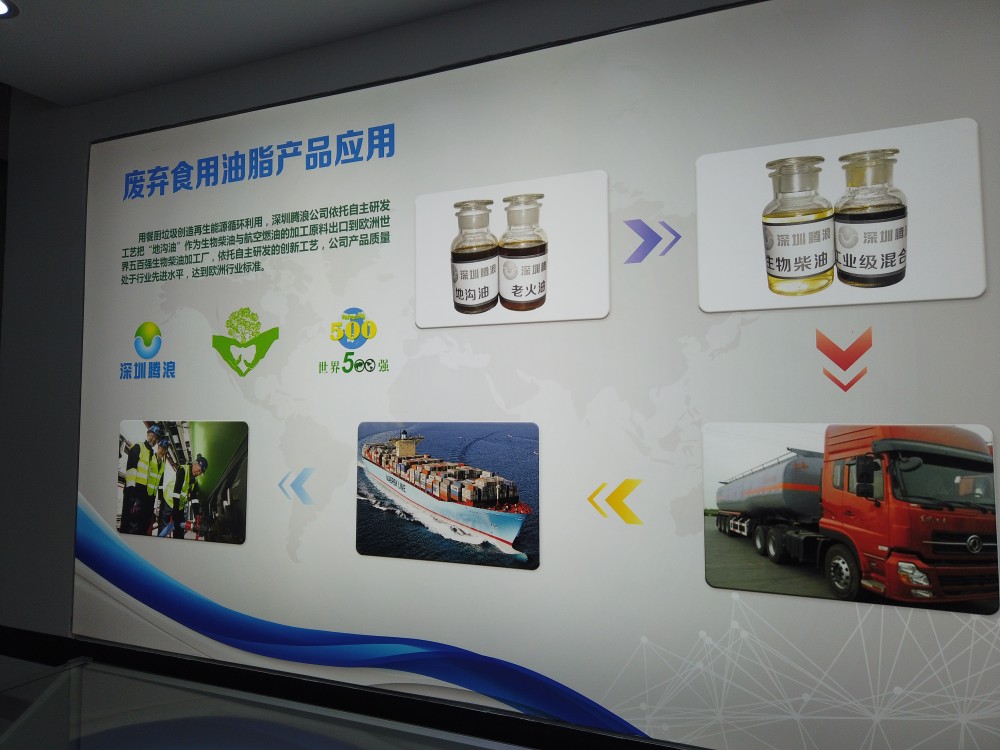 废弃食用油脂产品应用
用餐厨垃圾创造再生能源循环利用,深圳腾浪公司依托自主研发
工艺把“地沟油”作为生物柴油与航空燃油的加工原料出口到欧洲世
界五百强生物柴油加工厂,依托自主研发的创新工艺,公司产品质量
处于行业先进水平,达到欧洲行业标准。
深圳腾浪
地沟油
深圳腾
老火油
深圳腾浪
生物柴油
深圳腾浪
工业级混合
深圳腾浪
500
世界500强
MAERSK LINE